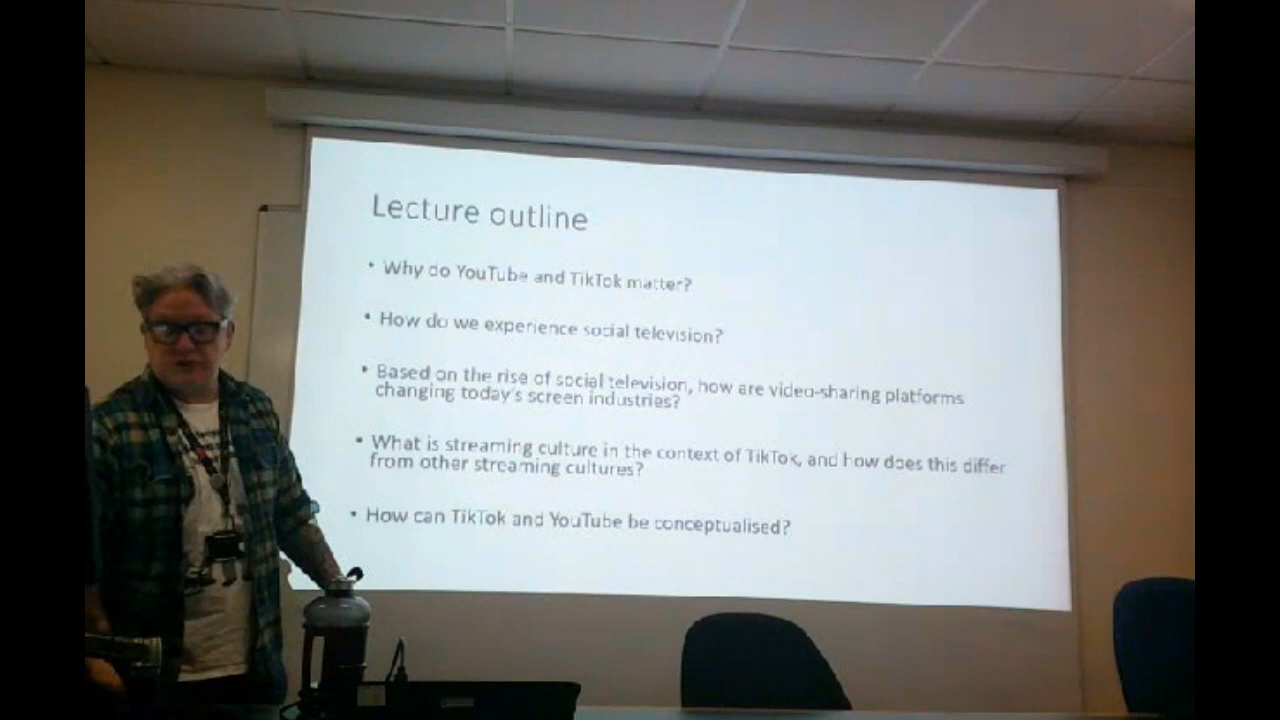 Lecture outline
• Why do YouTube and TikTok matter?
• How do we experience social television?
• Based on the rise of social television, how are video-sharing platforms
changing today's screen industries?
• What is streaming culture in the context of TikTok, and how does this differ
from other streaming cultures?
• How can TikTok and YouTube be conceptualised?